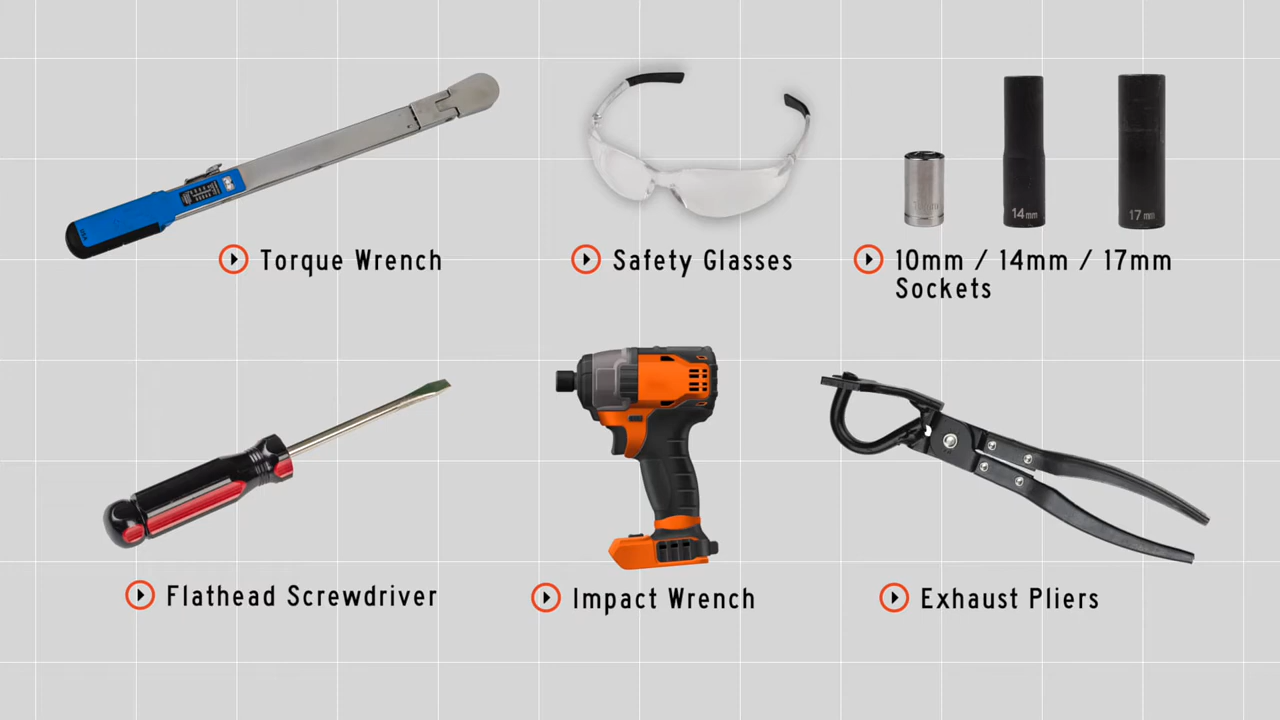 Torque Wrench
Safety Glasses
14mm
17mm
10mm / 14mm / 17mm
Sockets
Flathead Screwdriver
Impact Wrench
Exhaust Pliers